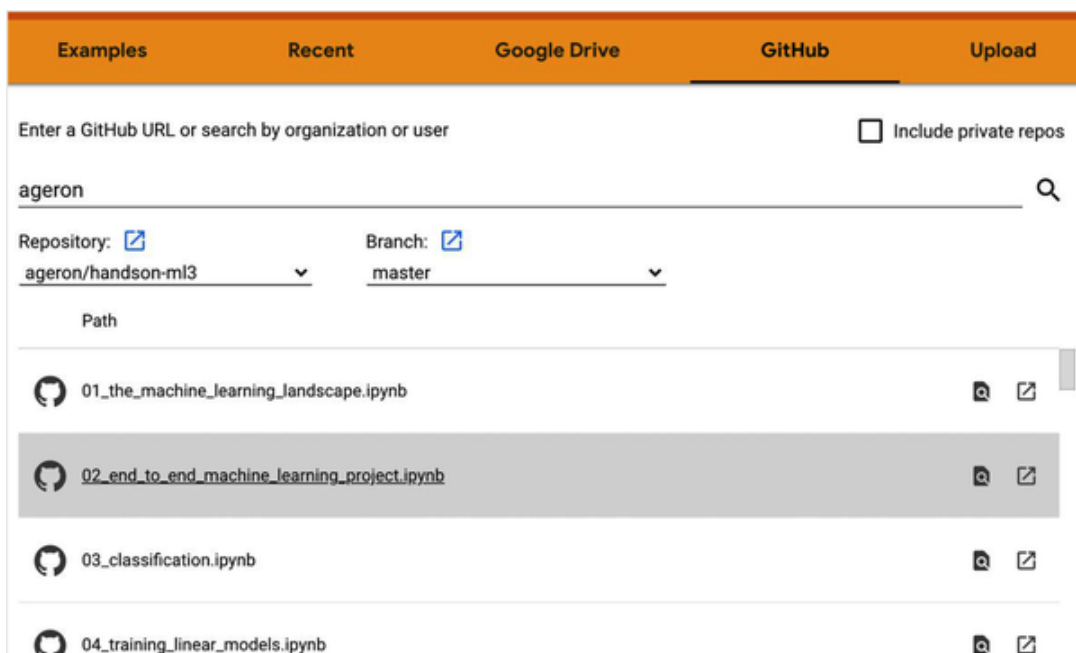 Examples Recent Google Drive GitHub Upload
Enter a GitHub URL or search by organization or user Include private repos
ageron
Repository: Branch:
ageron/handson-ml3 master
Path
01_the_machine_learning_landscape.ipynb
02_end_to_end_machine_learning_project.ipynb
03_classification.ipynb
04_training_linear_models.ipynb